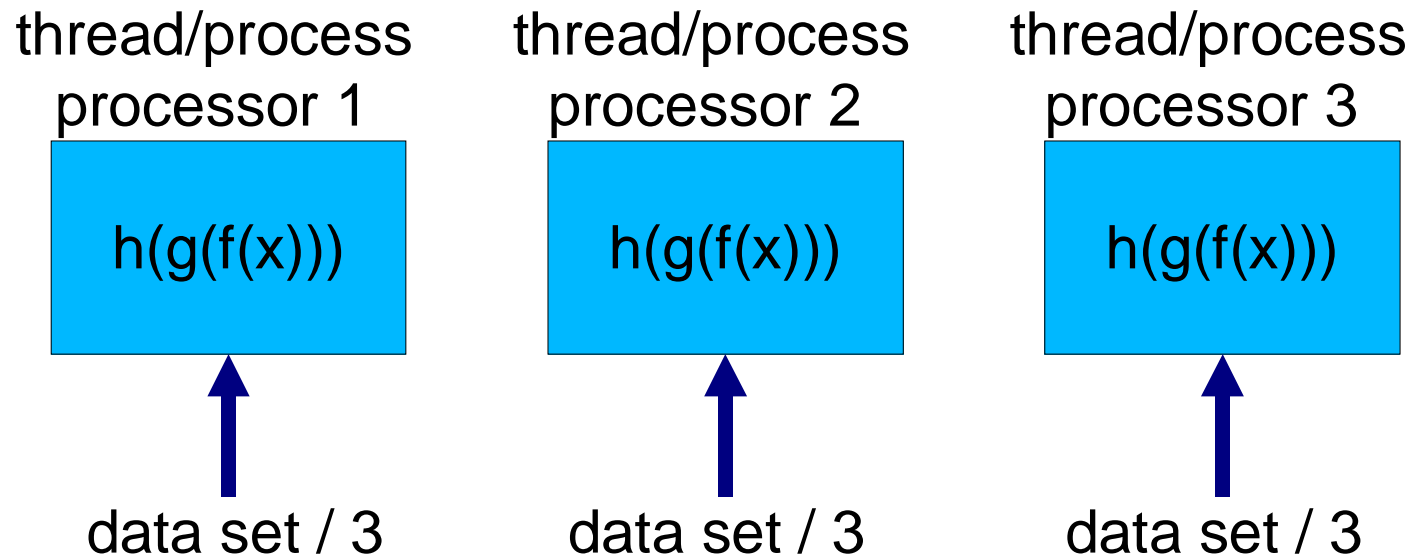 thread/process
processor 1
h(g(f(x)))
data set / 3
thread/process
processor 2
h(g(f(x)))
data set / 3
thread/process
processor 3
h(g(f(x)))
data set / 3